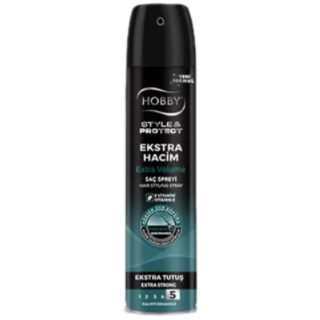 YENİ
FORMÜL
HOBBY
STYLE &
PROTECT
EKSTRA
HACİM
Extra Volume
SAÇ SPREYİ
HAIR STYLING SPRAY
E VİTAMİNİ
VITAMIN E
EKSTRA TUTUŞ
EXTRA STRONG
1 2 3 4 5